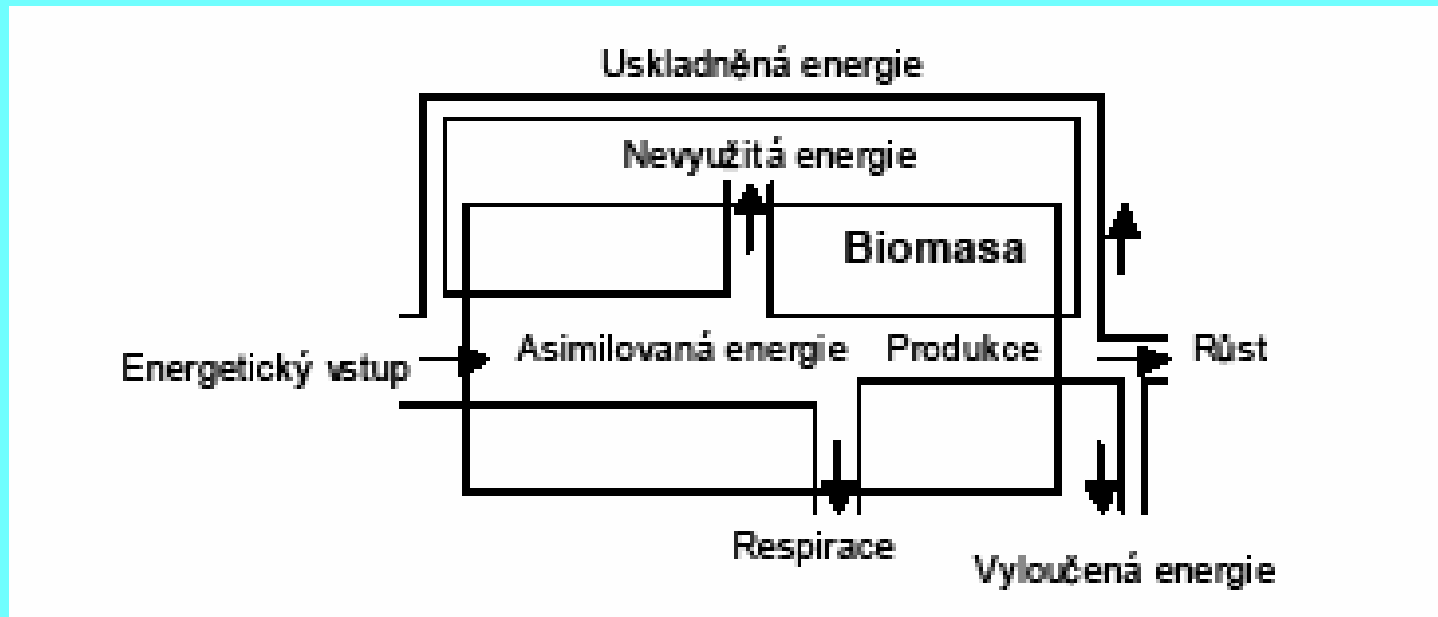 Uskladněná energie
Nevyužitá energie
Biomasa
Energetický vstup
Asimilovaná energie
Produkce
Růst
Respirace
Vyloučená energie